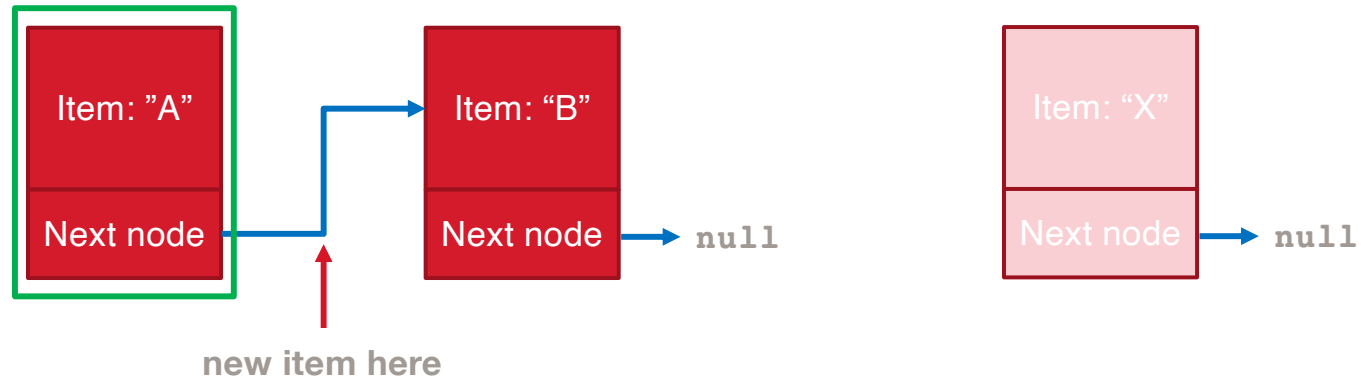 Item: ”A”
Next node
Item: “B”
Next node
null
Item: “X”
Next node
null
new item here